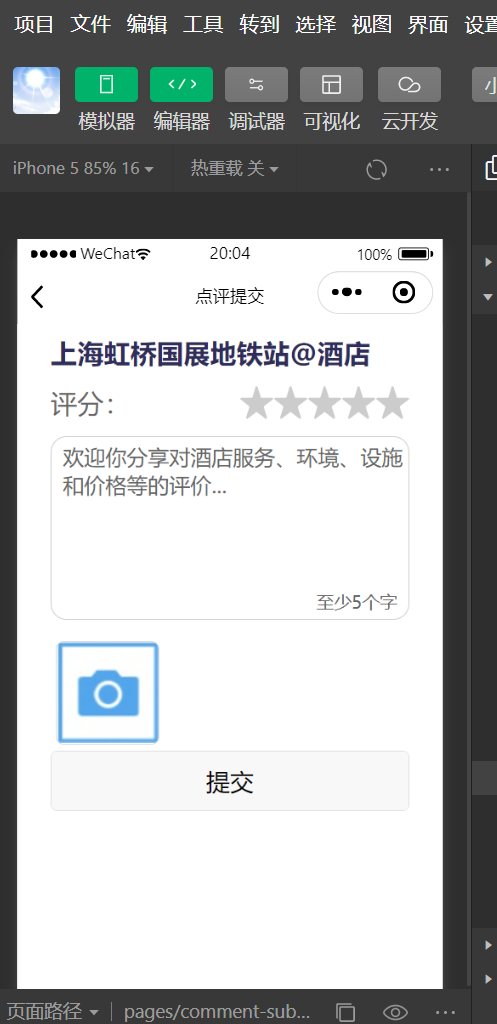 项目 文件 编辑 工具 转到 选择 视图 界面 设置
模拟器 编辑器 调试器 可视化 云开发
iPhone 5 85% 16 热重载 关
WeChat 20:04 100%
点评提交
上海虹桥国展地铁站@酒店
评分：
欢迎你分享对酒店服务、环境、设施
和价格等的评价...
至少5个字
提交
页面路径 pages/comment-sub...